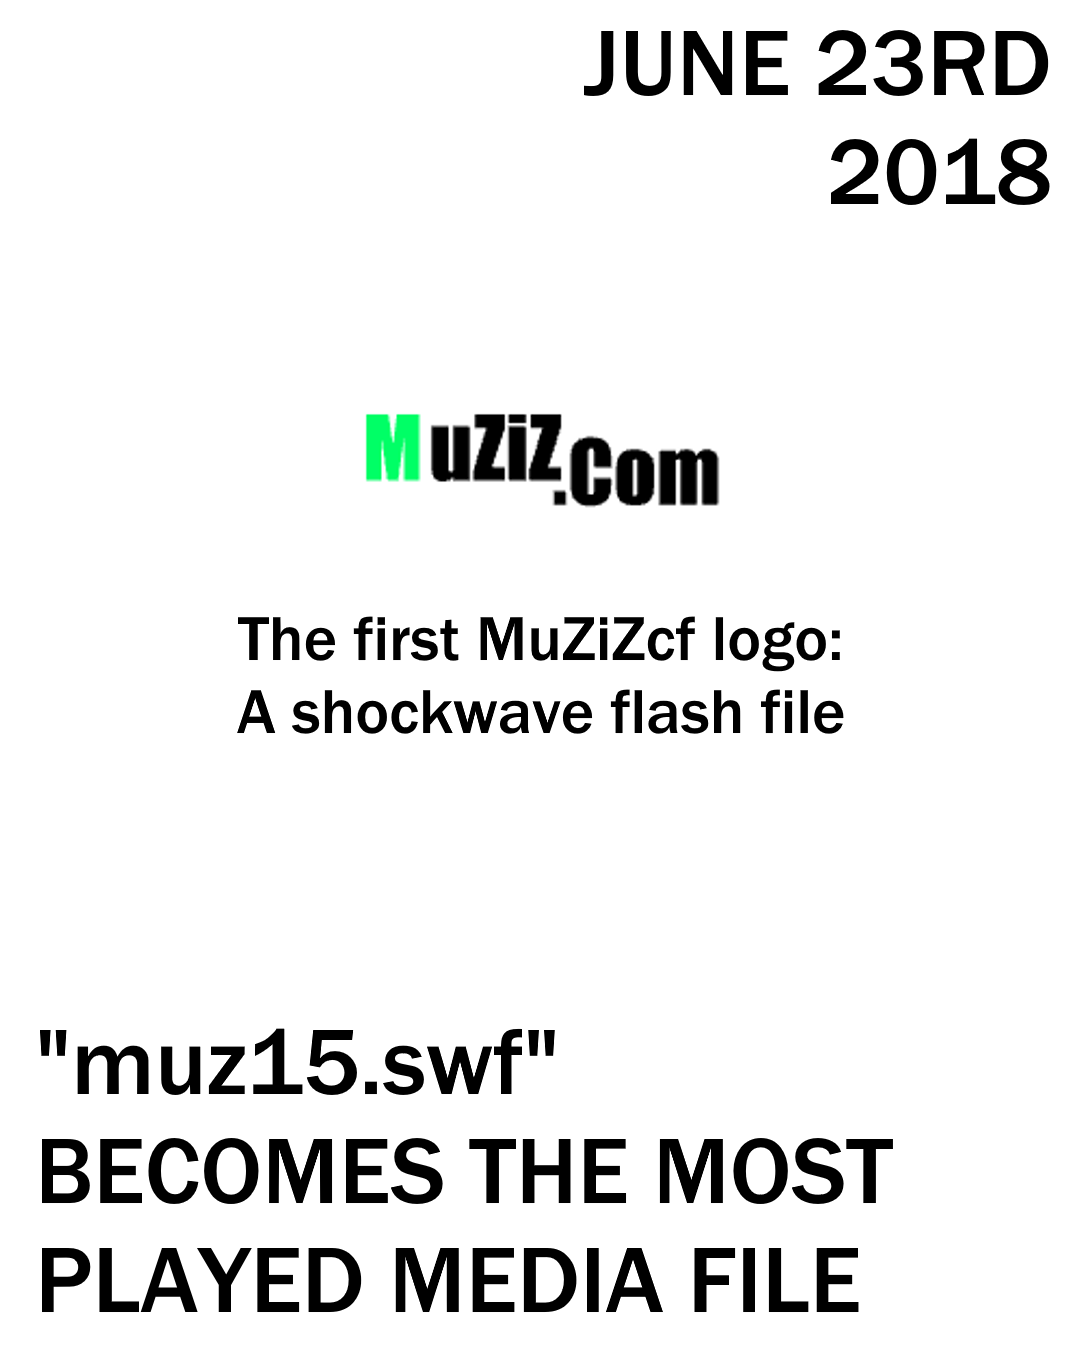 JUNE 23RD
2018
MuZiZ.Com
The first MuZiZcf logo:
A shockwave flash file
"muz15.swf"
BECOMES THE MOST
PLAYED MEDIA FILE